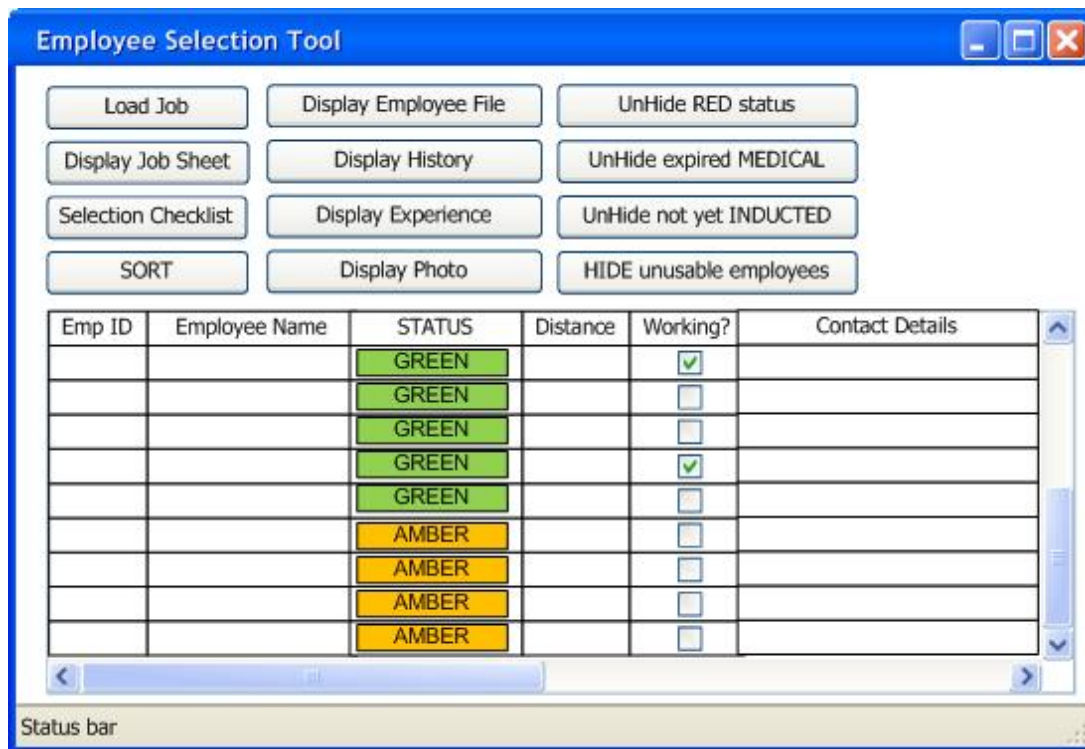 Employee Selection Tool
Load Job Display Employee File UnHide RED status
Display Job Sheet Display History UnHide expired MEDICAL
Selection Checklist Display Experience UnHide not yet INDUCTED
SORT Display Photo HIDE unusable employees
Emp ID Employee Name STATUS Distance Working? Contact Details
GREEN
GREEN
GREEN
GREEN
GREEN
AMBER
AMBER
AMBER
AMBER
Status bar